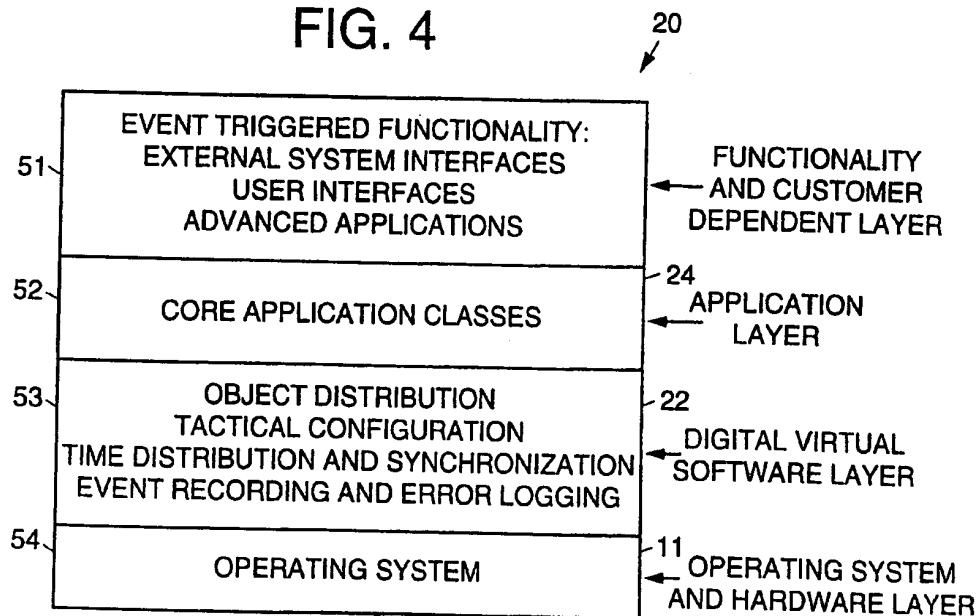 FIG. 4
20
51
EVENT TRIGGERED FUNCTIONALITY:
EXTERNAL SYSTEM INTERFACES
USER INTERFACES
ADVANCED APPLICATIONS
FUNCTIONALITY
AND CUSTOMER
DEPENDENT LAYER
52
CORE APPLICATION CLASSES
24
APPLICATION
LAYER
53
OBJECT DISTRIBUTION
TACTICAL CONFIGURATION
TIME DISTRIBUTION AND SYNCHRONIZATION
EVENT RECORDING AND ERROR LOGGING
22
DIGITAL VIRTUAL
SOFTWARE LAYER
54
OPERATING SYSTEM
11
OPERATING SYSTEM
AND HARDWARE LAYER